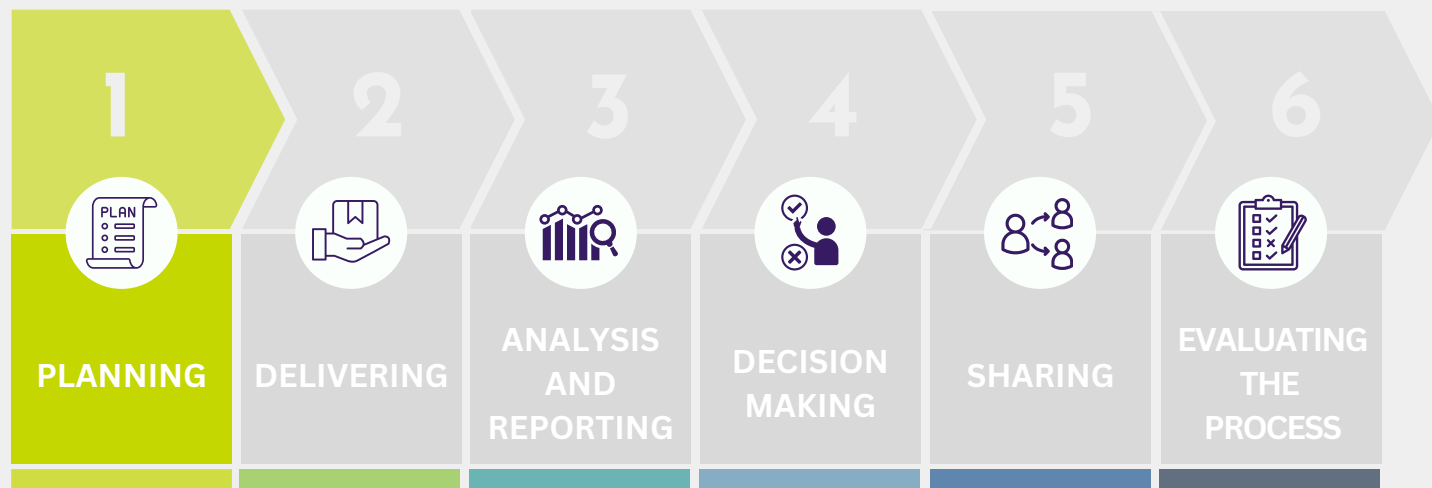 1
2
3
4
5
6
PLAN
PLANNING
DELIVERING
ANALYSIS
AND
REPORTING
DECISION
MAKING
SHARING
EVALUATING
THE
PROCESS